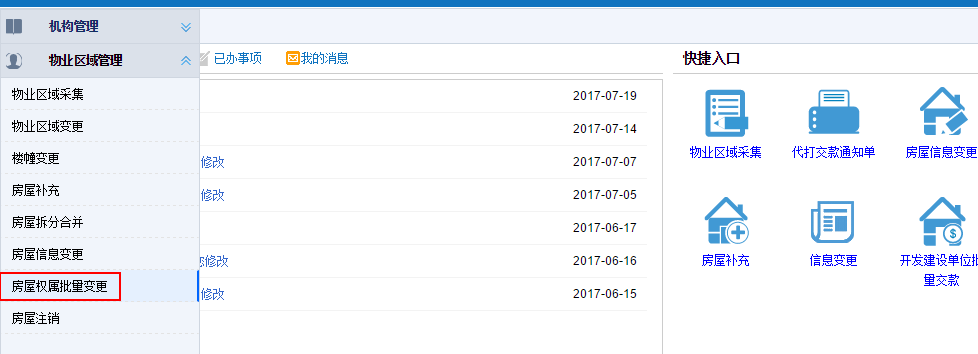 机构管理
物业区域管理
物业区域采集
物业区域变更
楼幢变更
房屋补充
房屋拆分合并
房屋信息变更
房屋权属批量变更
房屋注销
已办事项
我的消息
2017-07-19
2017-07-14
修改
2017-07-07
修改
2017-07-05
2017-06-17
修改
2017-06-16
修改
2017-06-15
快捷入口
物业区域采集
代打交款通知单
房屋信息变更
房屋补充
信息变更
开发建设单位批
量交款